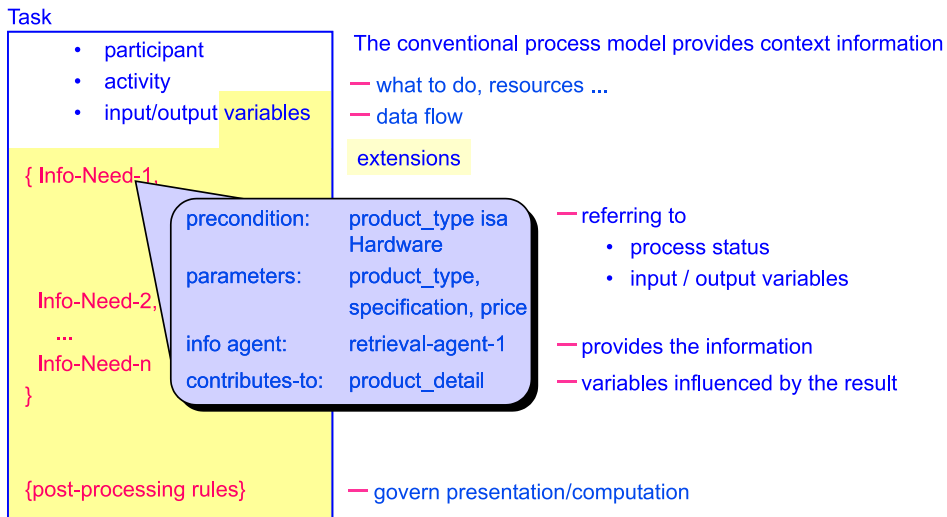 Task
• participant
• activity
• input/output variables
The conventional process model provides context information
— what to do, resources ...
— data flow
extensions
{ Info-Need-1,
precondition: product_type isa
Hardware
parameters: product_type,
specification, price
info agent: retrieval-agent-1
contributes-to: product_detail
— referring to
• process status
• input / output variables
— provides the information
— variables influenced by the result
Info-Need-2,
...
Info-Need-n
}
{post-processing rules}
— govern presentation/computation